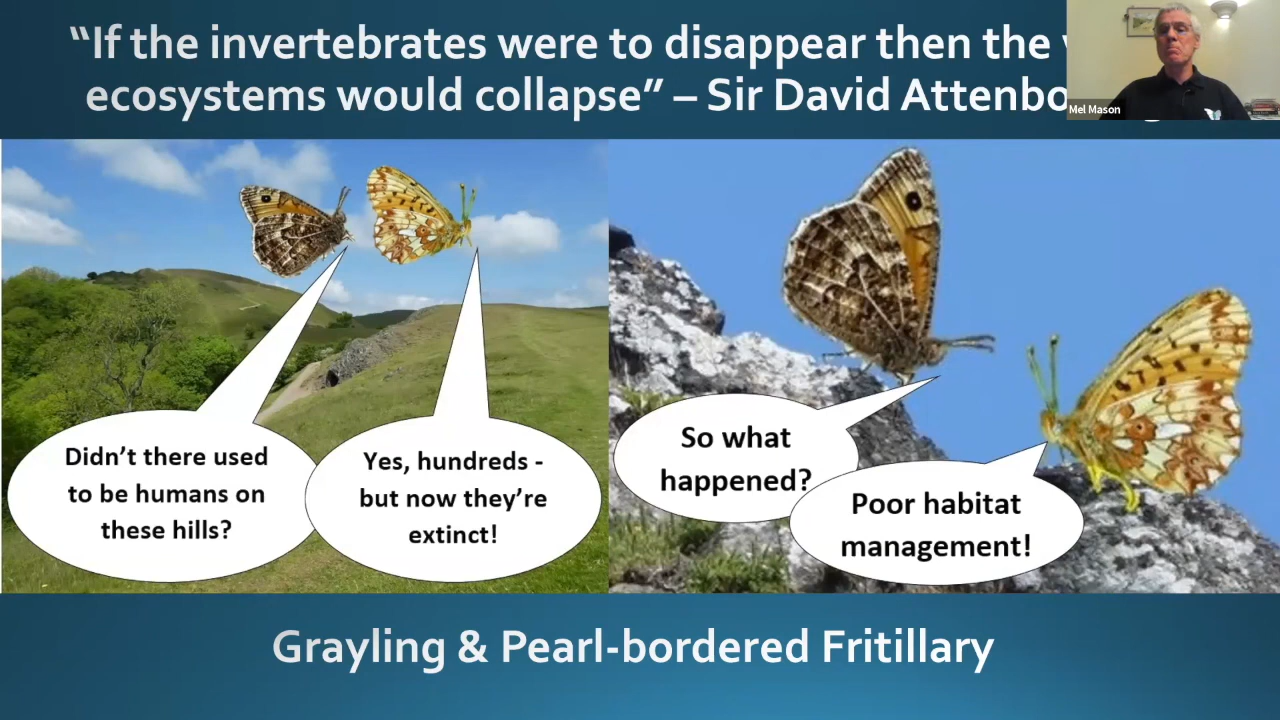 “If the invertebrates were to disappear then the
ecosystems would collapse” – Sir David
Mel Mason
Didn’t there used
to be humans on
these hills?
Yes, hundreds -
but now they’re
extinct!
So what
happened?
Poor habitat
management!
Grayling & Pearl-bordered Fritillary